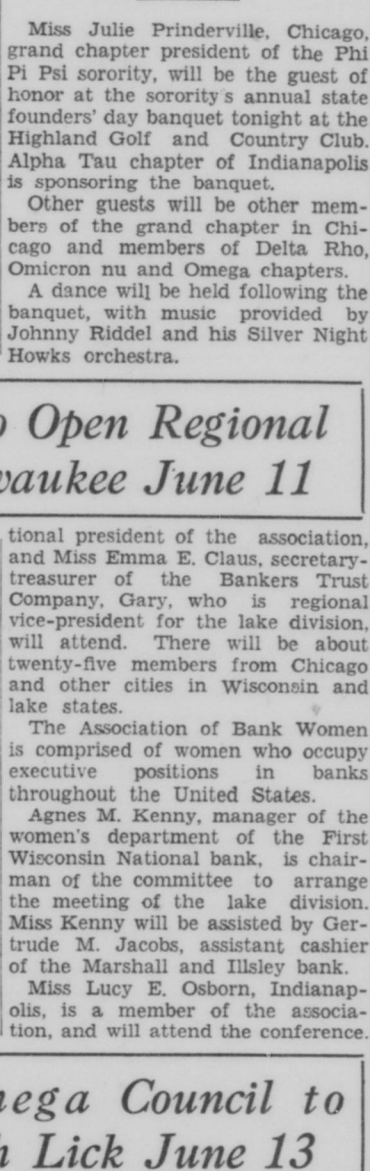 Miss Julie Prinderville, Chicago,
grand chapter president of the Phi
Pi Psi sorority, will be the guest of
honor at the sorority's annual state
founders' day banquet tonight at the
Highland Golf and Country Club.
Alpha Tau chapter of Indianapolis
is sponsoring the banquet.
Other guests will be other mem-
bers of the grand chapter in Chi-
cago and members of Delta Rho,
Omicron nu and Omega chapters.
A dance will be held following the
banquet, with music provided by
Johnny Riddel and his Silver Night
Howks orchestra.
Open Regional
vaukee June 11
tional president of the association,
and Miss Emma E. Claus, secretary-
treasurer of the Bankers Trust
Company, Gary, who is regional
vice-president for the lake division,
will attend. There will be about
twenty-five members from Chicago
and other cities in Wisconsin and
lake states.
The Association of Bank Women
is comprised of women who occupy
executive positions in banks
throughout the United States.
Agnes M. Kenny, manager of the
women's department of the First
Wisconsin National bank, is chair-
man of the committee to arrange
the meeting of the lake division.
Miss Kenny will be assisted by Ger-
trude M. Jacobs, assistant cashier
of the Marshall and Illsley bank.
Miss Lucy E. Osborn, Indianap-
olis, is a member of the associa-
tion, and will attend the conference.
ega Council to
Lick June 13